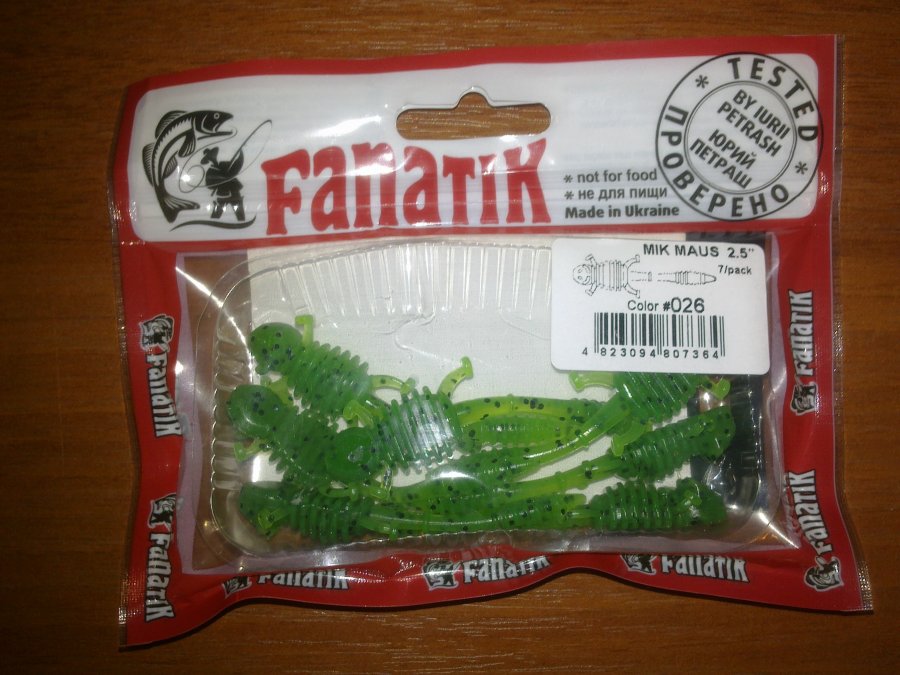 Fanatik
* not for food
* не для пищи
Made in Ukraine
* TESTED *
ПРОВЕРЕНО
BY IURII
PETRASH
ЮРИЙ
ПЕТРАШ
MIK MAUS 2.5"
7/pack
Color #026
4 823094 807364
Fanatik
Fanatik
Fanatik
Fanatik
Fanatik
Fanatik
Fanatik